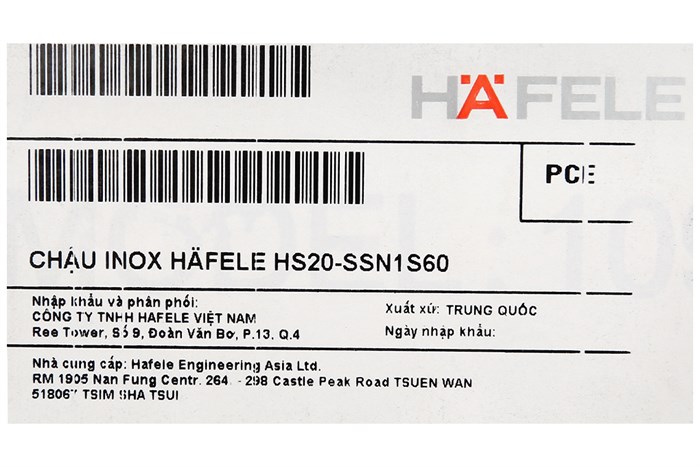 HÄFELE
PCE
CHẬU INOX HÄFELE HS20-SSN1S60
Nhập khẩu và phân phối:
CÔNG TY TNHH HAFELE VIỆT NAM
Ree Tower, Số 9, Đoàn Văn Bơ, P.13, Q.4
Xuất xứ: TRUNG QUỐC
Ngày nhập khẩu:
Nhà cung cấp: Hafele Engineering Asia Ltd.
RM 1905 Nan Fung Centr. 264 - 298 Castle Peak Road TSUEN WAN
518067 TSIM SHA TSUI